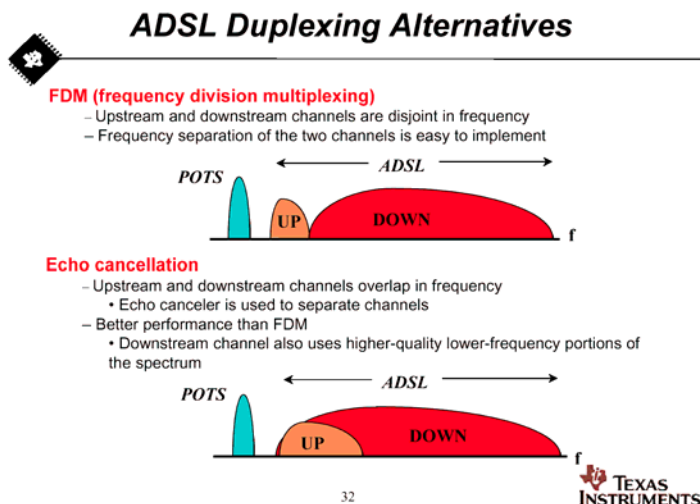 ADSL Duplexing Alternatives
FDM (frequency division multiplexing)
– Upstream and downstream channels are disjoint in frequency
– Frequency separation of the two channels is easy to implement
ADSL
POTS
UP
DOWN
f
Echo cancellation
– Upstream and downstream channels overlap in frequency
• Echo canceler is used to separate channels
– Better performance than FDM
• Downstream channel also uses higher-quality lower-frequency portions of
the spectrum
ADSL
POTS
UP
DOWN
f
32
TEXAS
INSTRUMENTS